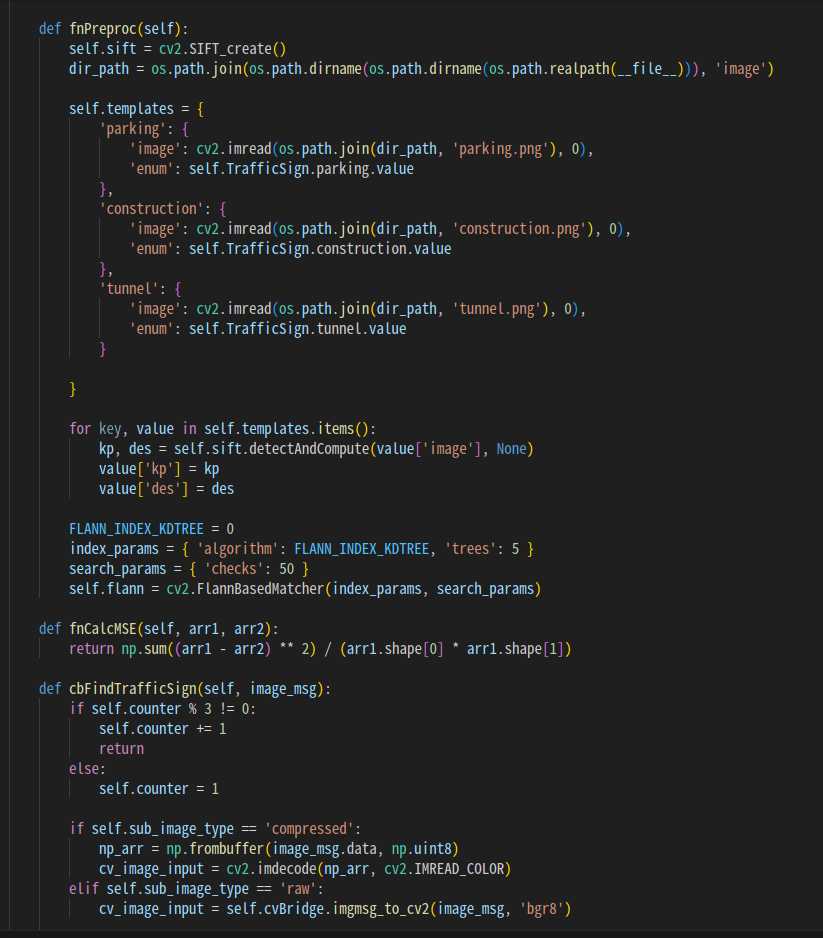 def fnPreproc(self):
    self.sift = cv2.SIFT_create()
    dir_path = os.path.join(os.path.dirname(os.path.dirname(os.path.realpath(__file__))), 'image')

    self.templates = {
        'parking': {
            'image': cv2.imread(os.path.join(dir_path, 'parking.png'), 0),
            'enum': self.TrafficSign.parking.value
        },
        'construction': {
            'image': cv2.imread(os.path.join(dir_path, 'construction.png'), 0),
            'enum': self.TrafficSign.construction.value
        },
        'tunnel': {
            'image': cv2.imread(os.path.join(dir_path, 'tunnel.png'), 0),
            'enum': self.TrafficSign.tunnel.value
        }

    }

    for key, value in self.templates.items():
        kp, des = self.sift.detectAndCompute(value['image'], None)
        value['kp'] = kp
        value['des'] = des

    FLANN_INDEX_KDTREE = 0
    index_params = { 'algorithm': FLANN_INDEX_KDTREE, 'trees': 5 }
    search_params = { 'checks': 50 }
    self.flann = cv2.FlannBasedMatcher(index_params, search_params)

def fnCalcMSE(self, arr1, arr2):
    return np.sum((arr1 - arr2) ** 2) / (arr1.shape[0] * arr1.shape[1])

def cbFindTrafficSign(self, image_msg):
    if self.counter % 3 != 0:
        self.counter += 1
        return
    else:
        self.counter = 1

    if self.sub_image_type == 'compressed':
        np_arr = np.frombuffer(image_msg.data, np.uint8)
        cv_image_input = cv2.imdecode(np_arr, cv2.IMREAD_COLOR)
    elif self.sub_image_type == 'raw':
        cv_image_input = self.cvBridge.imgmsg_to_cv2(image_msg, 'bgr8')